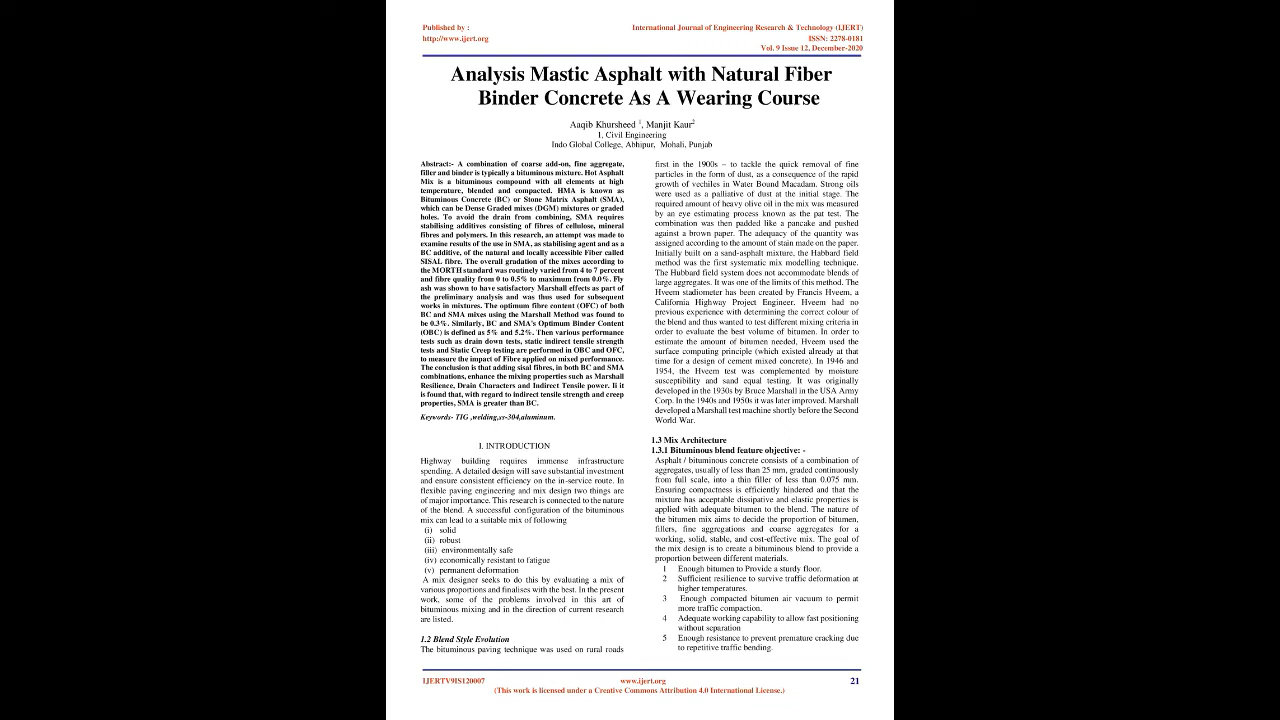 Published by :
http://www.ijert.org
International Journal of Engineering Research & Technology (IJERT)
ISSN: 2278-0181
Vol. 9 Issue 12, December-2020
Analysis Mastic Asphalt with Natural Fiber
Binder Concrete As A Wearing Course
Aaqib Khursheed 1, Manjit Kaur2
1, Civil Engineering
Indo Global College, Abhipur, Mohali, Punjab
Abstract:- A combination of coarse add-on, fine aggregate,
filler and binder is typically a bituminous mixture. Hot Asphalt
Mix is a bituminous compound with all elements at high
temperature, blended and compacted. HMA is known as
Bituminous Concrete (BC) or Stone Matrix Asphalt (SMA),
which can be Dense Graded mixes (DGM) mixtures or graded
holes. To avoid the drain from combining, SMA requires
stabilising additives consisting of fibres of cellulose, mineral
fibres and polymers. In this research, an attempt was made to
examine results of the use in SMA, as stabilising agent and as a
BC additive, of the natural and locally accessible Fiber called
SISAL fibre. The overall gradation of the mixes according to
the MORTH standard was routinely varied from 4 to 7 percent
and fibre quality from 0 to 0.5% to maximum from 0.0%. Fly
ash was shown to have satisfactory Marshall effects as part of
the preliminary analysis and was thus used for subsequent
works in mixtures. The optimum fibre content (OFC) of both
BC and SMA mixes using the Marshall Method was found to
be 0.3%. Similarly, BC and SMA's Optimum Binder Content
(OBC) is defined as 5% and 5.2%. Then various performance
tests such as drain down tests, static indirect tensile strength
tests and Static Creep testing are performed in OBC and OFC,
to measure the impact of Fibre applied on mixed performance.
The conclusion is that adding sisal fibres, in both BC and SMA
combinations, enhance the mixing properties such as Marshall
Resilience, Drain Characters and Indirect Tensile power. Ii it
is found that, with regard to indirect tensile strength and creep
properties, SMA is greater than BC.
Keywords- TIG ,welding,ss-304,aluminum.
I. INTRODUCTION
Highway building requires immense infrastructure
spending. A detailed design will save substantial investment
and ensure consistent efficiency on the in-service route. In
flexible paving engineering and mix design two things are
of major importance. This research is connected to the nature
of the blend. A successful configuration of the bituminous
mix can lead to a suitable mix of following
(i) solid
(ii) robust
(iii) environmentally safe
(iv) economically resistant to fatigue
(v) permanent deformation
A mix designer seeks to do this by evaluating a mix of
various proportions and finalises with the best. In the present
work, some of the problems involved in this art of
bituminous mixing and in the direction of current research
are listed.
1.2 Blend Style Evolution
The bituminous paving technique was used on rural roads
first in the 1900s – to tackle the quick removal of fine
particles in the form of dust, as a consequence of the rapid
growth of vechiles in Water Bound Macadam. Strong oils
were used as a palliative of dust at the initial stage. The
required amount of heavy olive oil in the mix was measured
by an eye estimating process known as the pat test. The
combination was then padded like a pancake and pushed
against a brown paper. The adequacy of the quantity was
assigned according to the amount of stain made on the paper.
Initially built on a sand-asphalt mixture, the Habbard field
method was the first systematic mix modelling technique.
The Hubbard field system does not accommodate blends of
large aggregates. It was one of the limits of this method. The
Hveem stadiometer has been created by Francis Hveem, a
California Highway Project Engineer. Hveem had no
previous experience with determining the correct colour of
the blend and thus wanted to test different mixing criteria in
order to evaluate the best volume of bitumen. In order to
estimate the amount of bitumen needed, Hveem used the
surface computing principle (which existed already at that
time for a design of cement mixed concrete). In 1946 and
1954, the Hveem test was complemented by moisture
susceptibility and sand equal testing. It was originally
developed in the 1930s by Bruce Marshall in the USA Army
Corp. In the 1940s and 1950s it was later improved. Marshall
developed a Marshall test machine shortly before the Second
World War.
1.3 Mix Architecture
1.3.1 Bituminous blend feature objective: -
Asphalt / bituminous concrete consists of a combination of
aggregates, usually of less than 25 mm, graded continuously
from full scale, into a thin filler of less than 0.075 mm.
Ensuring compactness is efficiently hindered and that the
mixture has acceptable dissipative and elastic properties is
applied with adequate bitumen to the blend. The nature of
the bitumen mix aims to decide the proportion of bitumen,
fillers, fine aggregations and coarse aggregates for a
working, solid, stable, and cost-effective mix. The goal of
the mix design is to create a bituminous blend to provide a
proportion between different materials.
1 Enough bitumen to Provide a sturdy floor.
2 Sufficient resilience to survive traffic deformation at
higher temperatures.
3 Enough compacted bitumen air vacuum to permit
more traffic compaction.
4 Adequate working capability to allow fast positioning
without separation
5 Enough resistance to prevent premature cracking due
to repetitive traffic bending.
IJERTV9IS120007
www.ijert.org
21
(This work is licensed under a Creative Commons Attribution 4.0 International License.)